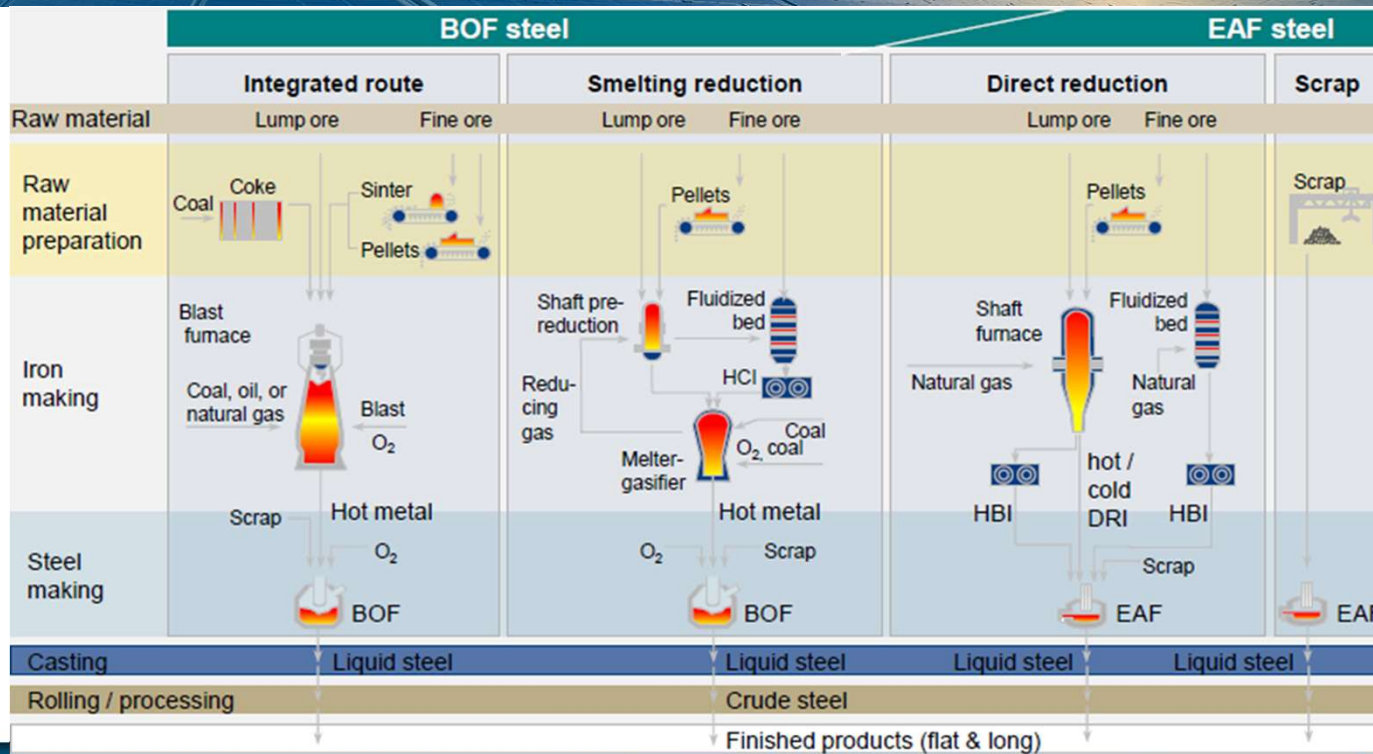 BOF steel
EAF steel
Integrated route
Smelting reduction
Direct reduction
Scrap
Raw material
Lump ore
Fine ore
Lump ore
Fine ore
Lump ore
Fine ore
Raw
material
preparation
Coal
Coke
Sinter
Pellets
Pellets
Pellets
Scrap
Iron
making
Blast
furnace
Coal, oil, or
natural gas
Blast
O2
Shaft pre-
reduction
Fluidized
bed
HCI
Redu-
cing
gas
Coal
O2, coal
Melter-
gasifier
Shaft
furnace
Natural gas
Fluidized
bed
Natural
gas
HBI
hot /
cold
DRI
HBI
Hot metal
Hot metal
Steel
making
Scrap
O2
BOF
O2
Scrap
BOF
Scrap
EAF
EAF
Casting
Liquid steel
Liquid steel
Liquid steel
Liquid steel
Rolling / processing
Crude steel
Finished products (flat & long)